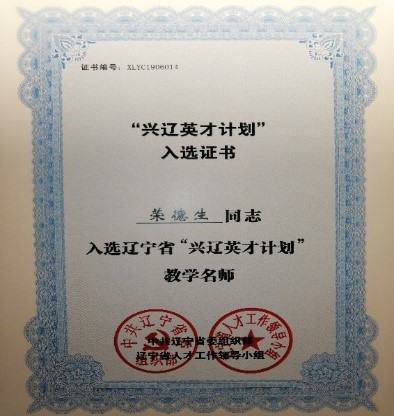 证书编号：XLYC1906014
“兴辽英才计划”
入选证书
荣德生 同志
入选辽宁省“兴辽英才计划”
教学名师
中共辽宁省委组织部
辽宁省人才工作领导小组